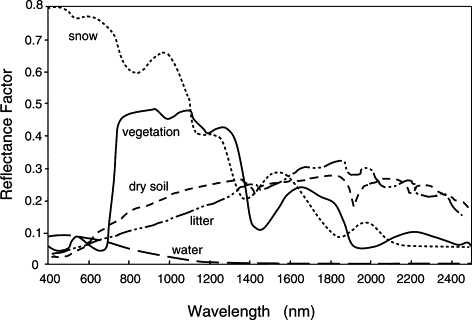 0.8
0.7
0.6
0.5
0.4
0.3
0.2
0.1
0
Reflectance Factor
snow
vegetation
dry soil
litter
water
400 600 800 1000 1200 1400 1600 1800 2000 2200 2400
Wavelength (nm)